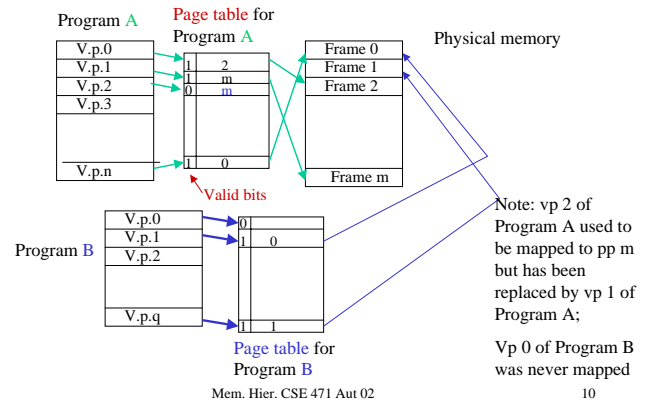 Program A
Page table for
Program A
Physical memory
V.p.0
V.p.1
V.p.2
V.p.3
V.p.n
1 2
1 m
0 m
1 0
Frame 0
Frame 1
Frame 2
Frame m
Valid bits
Program B
V.p.0
V.p.1
V.p.2
V.p.q
0
1 0
1 1
Page table for
Program B
Note: vp 2 of
Program A used to
be mapped to pp m
but has been
replaced by vp 1 of
Program A;
Vp 0 of Program B
was never mapped
Mem. Hier. CSE 471 Aut 02
10